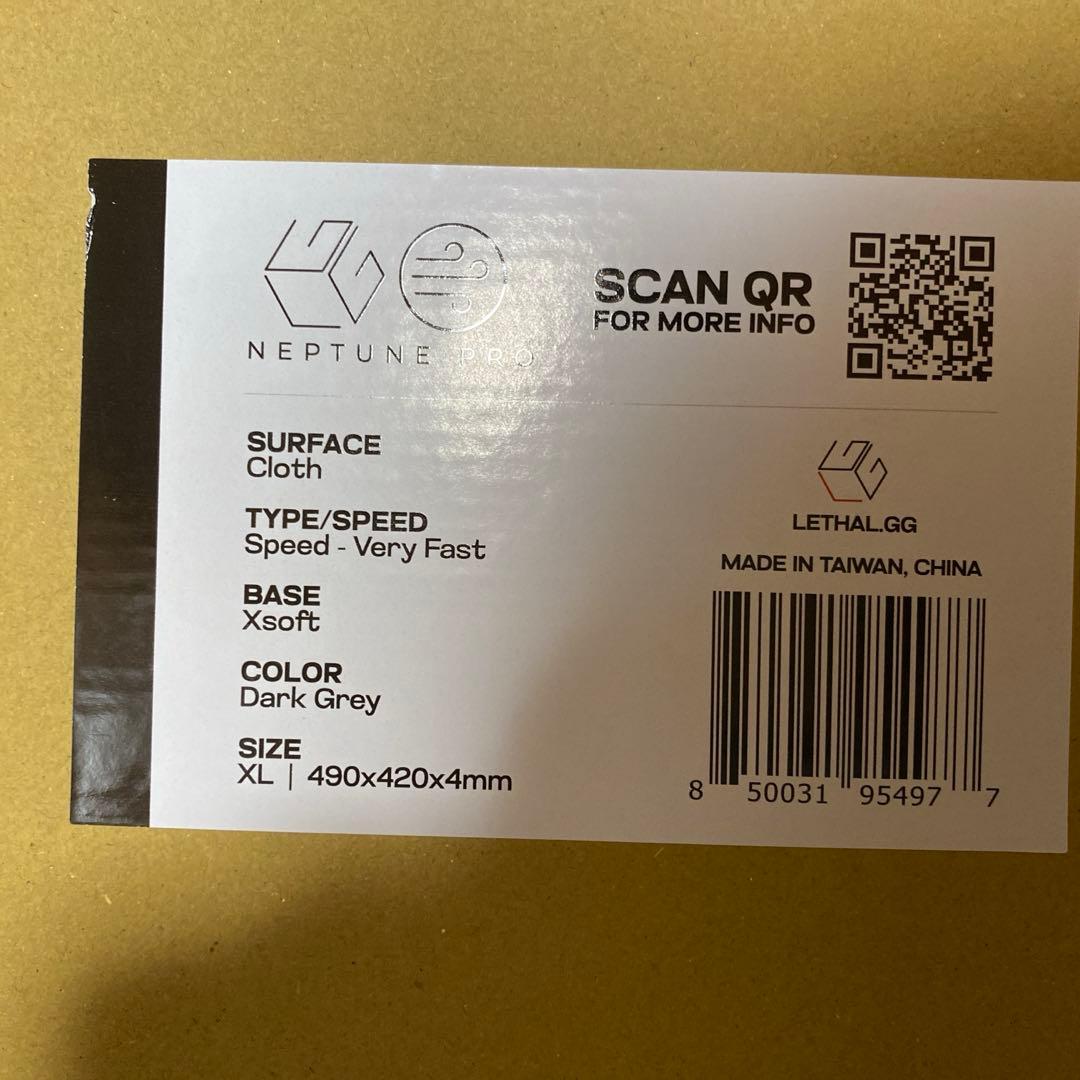 NEPTUNE PRO
SCAN QR
FOR MORE INFO
SURFACE
Cloth
TYPE/SPEED
Speed - Very Fast
BASE
Xsoft
COLOR
Dark Grey
SIZE
XL | 490x420x4mm
LETHAL.GG
MADE IN TAIWAN, CHINA
8 50031 95497 7